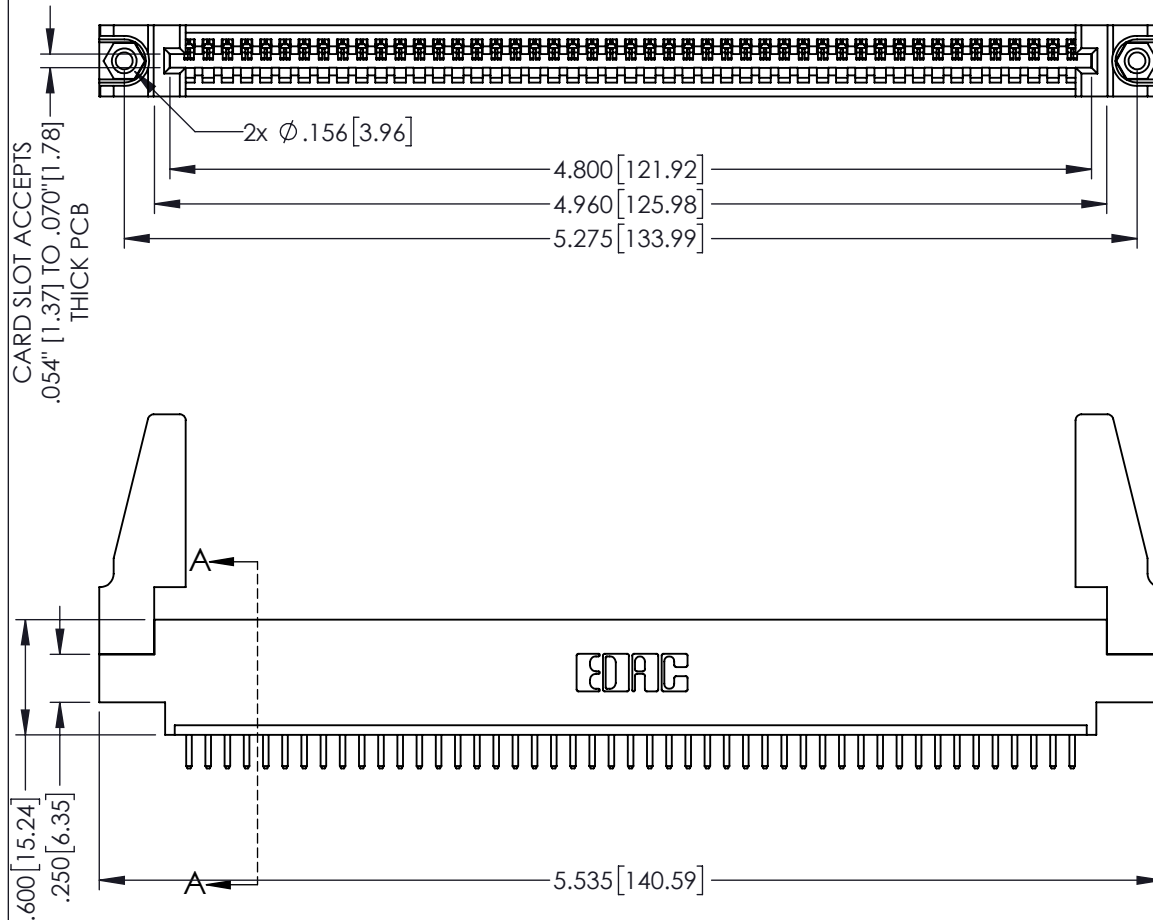 2x Ø.156[3.96]
4.800[121.92]
4.960[125.98]
5.275[133.99]
CARD SLOT ACCEPTS
.054" [1.37] TO .070"[1.78]
THICK PCB
A
EDAC
A
.600[15.24]
.250[6.35]
5.535[140.59]